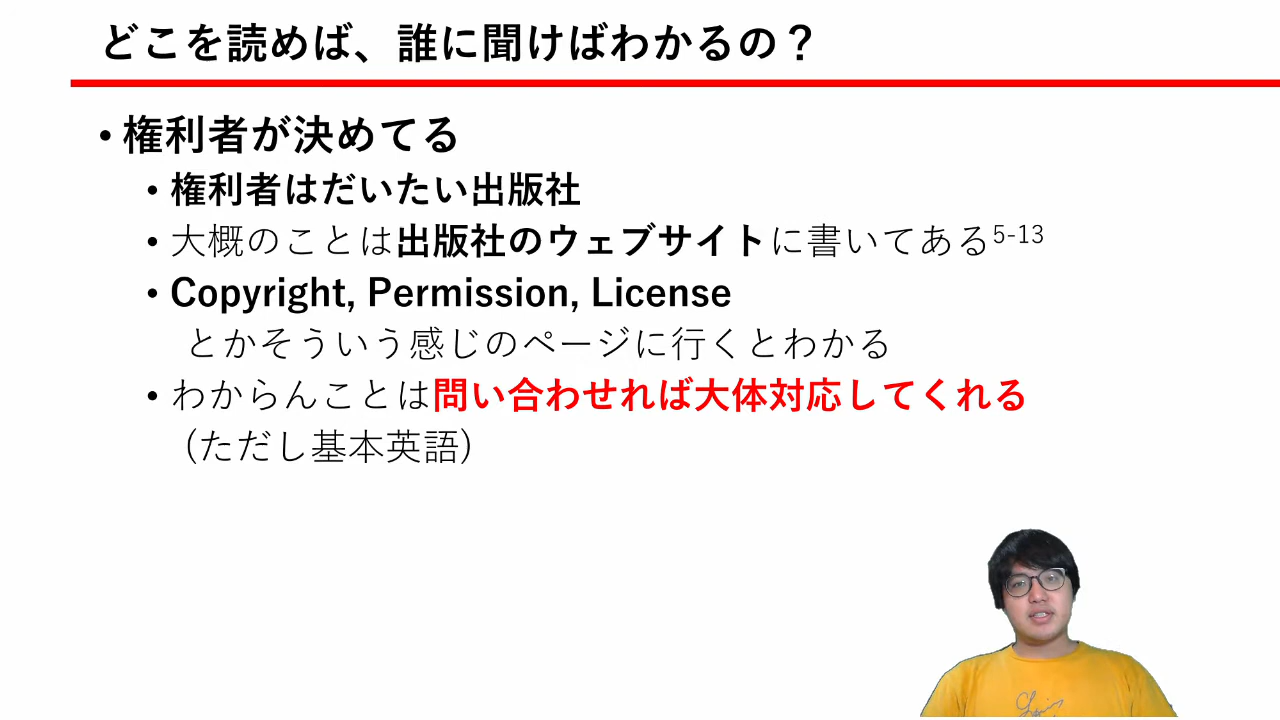 どこを読めば、誰に聞けばわかるの？
• 権利者が決めてる
• 権利者はだいたい出版社
• 大概のことは出版社のウェブサイトに書いてある5-13
• Copyright, Permission, License
とかそういう感じのページに行くとわかる
• わからんことは問い合わせれば大体対応してくれる
(ただし基本英語)